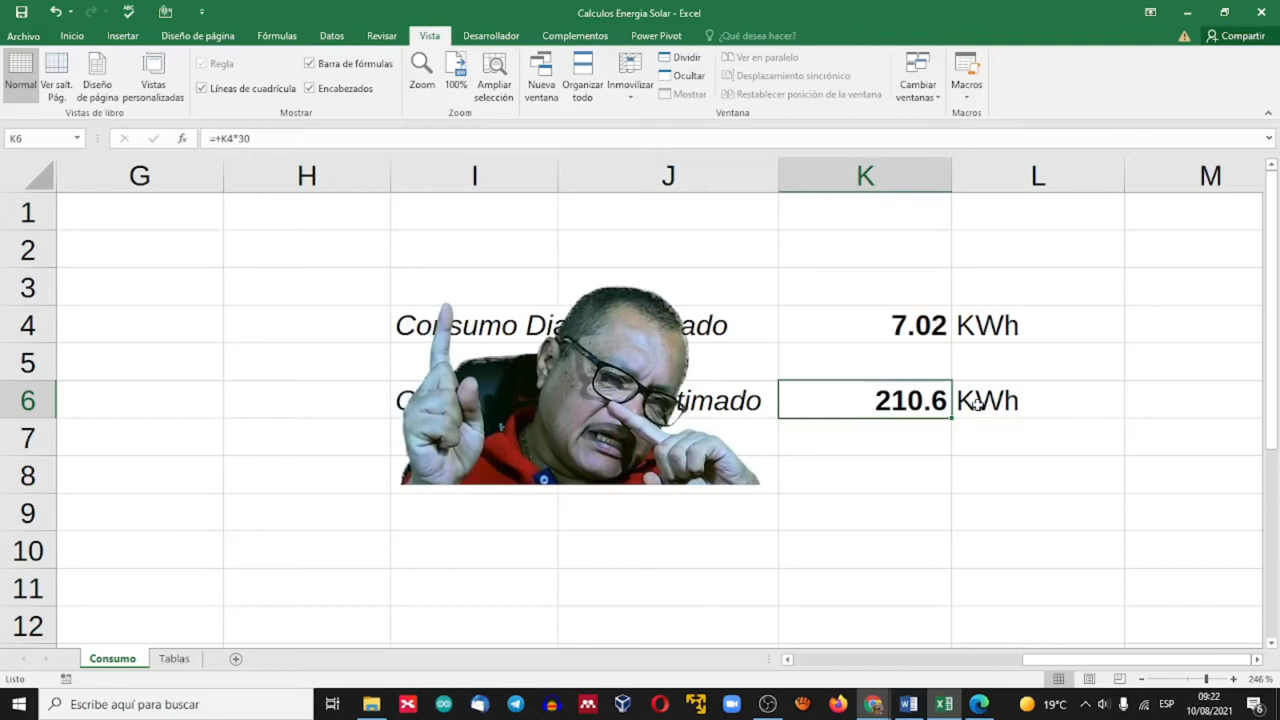 Calculos Energia Solar - Excel
Archivo Inicio Insertar Diseño de página Fórmulas Datos Revisar Vista Desarrollador Complementos Power Pivot ¿Qué desea hacer? Compartir
Normal
Ver salt. Pág.
Diseño de página
Vistas personalizadas
Vistas de libro
Regla
Barra de fórmulas
Líneas de cuadrícula
Encabezados
Mostrar
Zoom
100%
Ampliar selección
Zoom
Nueva ventana
Organizar todo
Inmovilizar
Dividir
Ocultar
Mostrar
Ver en paralelo
Desplazamiento sincrónico
Restablecer posición de la ventana
Cambiar ventanas
Ventana
Macros
Macros
K6 fx =+K4*30
G H I J K L M
1
2
3
4 Consumo 7.02 KWh
5
6 210.6 KWh
7
8
9
10
11
12
Consumo Tablas
Listo 246 %
Escribe aquí para buscar 19°C ESP 09:22
10/08/2021